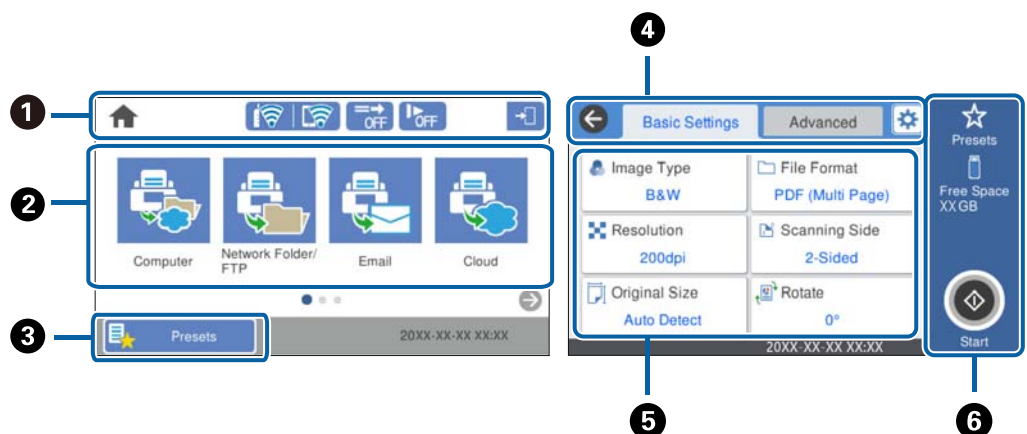 1
OFF
OFF
2
Computer
Network Folder/
FTP
Email
Cloud
3
Presets
20XX-XX-XX XX:XX
4
Basic Settings
Advanced
Image Type
B&W
File Format
PDF (Multi Page)
Resolution
200dpi
Scanning Side
2-Sided
Original Size
Auto Detect
Rotate
0°
20XX-XX-XX XX:XX
5
Presets
Free Space
XXGB
Start
6